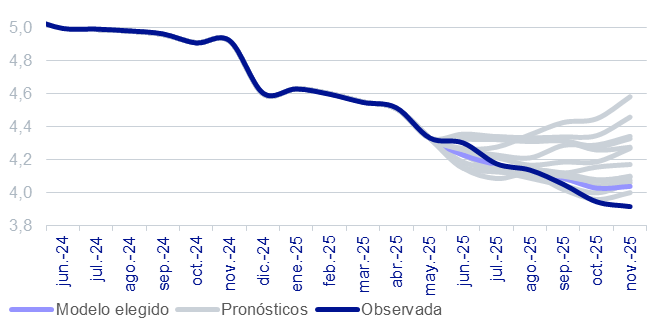 5,0
4,8
4,6
4,4
4,2
4,0
3,8
jun.-24
jul.-24
ago.-24
sep.-24
oct.-24
nov.-24
dic.-24
ene.-25
feb.-25
mar.-25
abr.-25
may.-25
jun.-25
jul.-25
ago.-25
sep.-25
oct.-25
nov.-25
Modelo elegido Pronósticos Observada